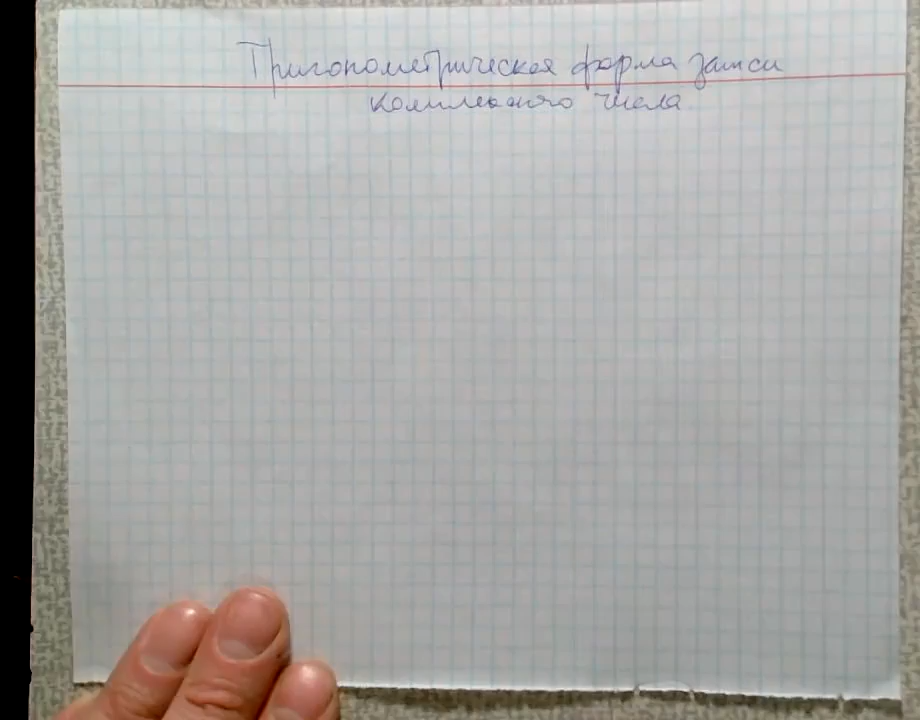 Тригонометрическая форма записи
комплексного числа